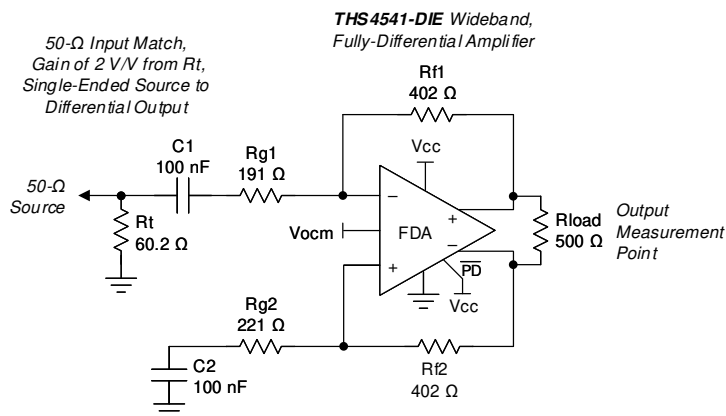 THS4541-DIE Wideband,
Fully-Differential Amplifier
50-Ω Input Match,
Gain of 2 V/V from Rt,
Single-Ended Source to
Differential Output
Rf1
402 Ω
Vcc
C1
100 nF
Rg1
191 Ω
50-Ω
Source
Rt
60.2 Ω
Vocm
−
+
FDA
+
−
PD
Vcc
Rload
500 Ω
Output
Measurement
Point
Rg2
221 Ω
C2
100 nF
Rf2
402 Ω